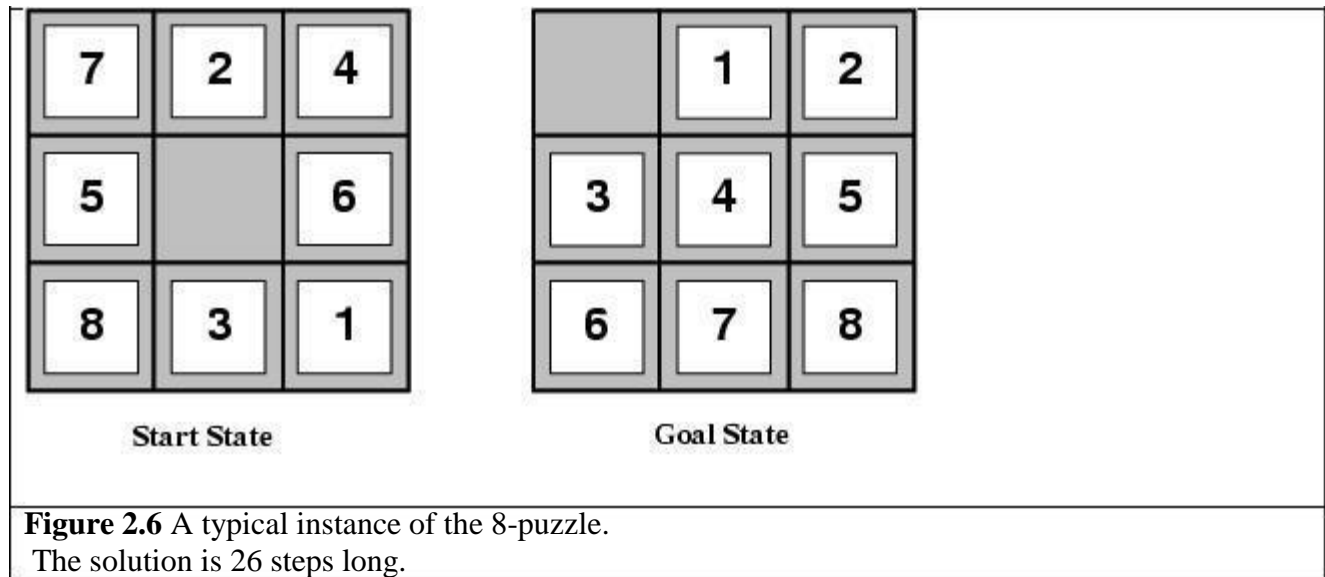 7 2 4 1 2
5 6 3 4 5
8 3 1 6 7 8
Start State Goal State
Figure 2.6 A typical instance of the 8-puzzle.
The solution is 26 steps long.